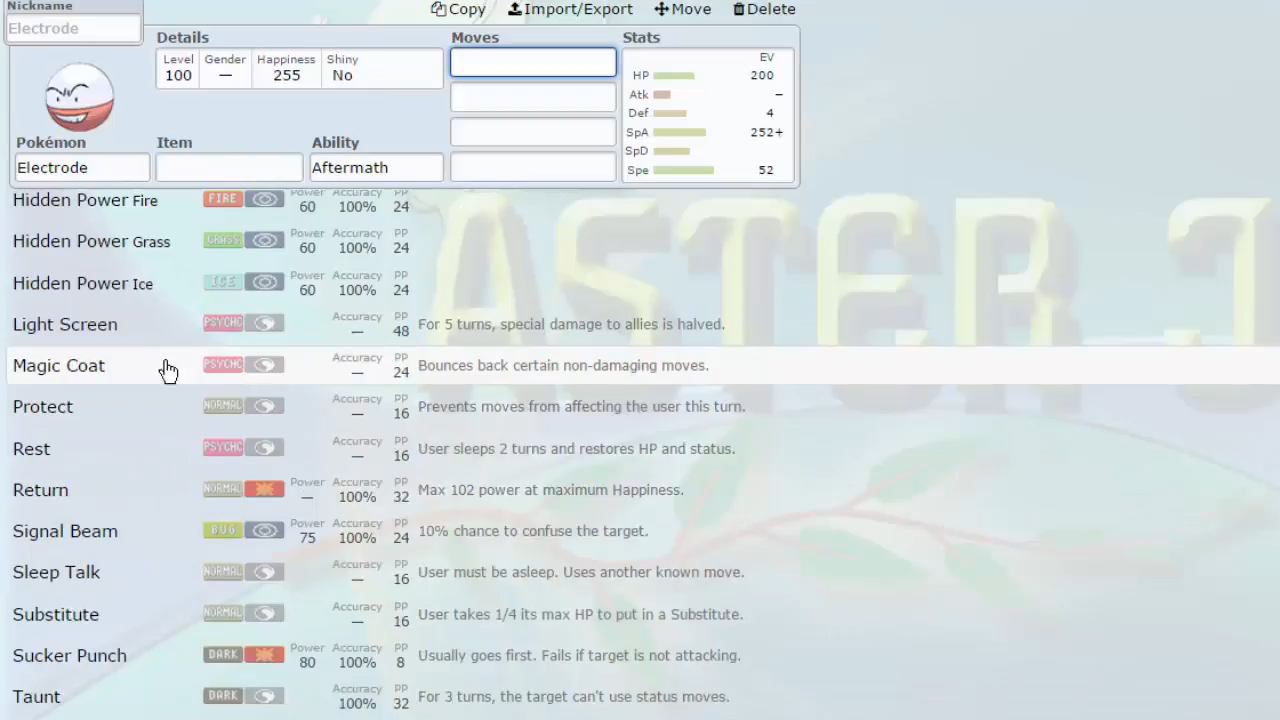 Nickname
Electrode
Copy Import/Export Move Delete
Details
Moves
Stats
Level Gender Happiness Shiny
100 — 255 No
EV
HP 200
Atk –
Def 4
SpA 252+
SpD
Spe 52
Pokémon Item Ability
Electrode Aftermath
ASTER J
Hidden Power Fire FIRE Power 60 Accuracy 100% PP 24
Hidden Power Grass GRASS Power 60 Accuracy 100% PP 24
Hidden Power Ice ICE Power 60 Accuracy 100% PP 24
Light Screen PSYCHC Accuracy — PP 48 For 5 turns, special damage to allies is halved.
Magic Coat PSYCHC Accuracy — PP 24 Bounces back certain non-damaging moves.
Protect NORMAL Accuracy — PP 16 Prevents moves from affecting the user this turn.
Rest PSYCHC Accuracy — PP 16 User sleeps 2 turns and restores HP and status.
Return NORMAL Power — Accuracy 100% PP 32 Max 102 power at maximum Happiness.
Signal Beam BUG Power 75 Accuracy 100% PP 24 10% chance to confuse the target.
Sleep Talk NORMAL Accuracy — PP 16 User must be asleep. Uses another known move.
Substitute NORMAL Accuracy — PP 16 User takes 1/4 its max HP to put in a Substitute.
Sucker Punch DARK Power 80 Accuracy 100% PP 8 Usually goes first. Fails if target is not attacking.
Taunt DARK Accuracy 100% PP 32 For 3 turns, the target can't use status moves.